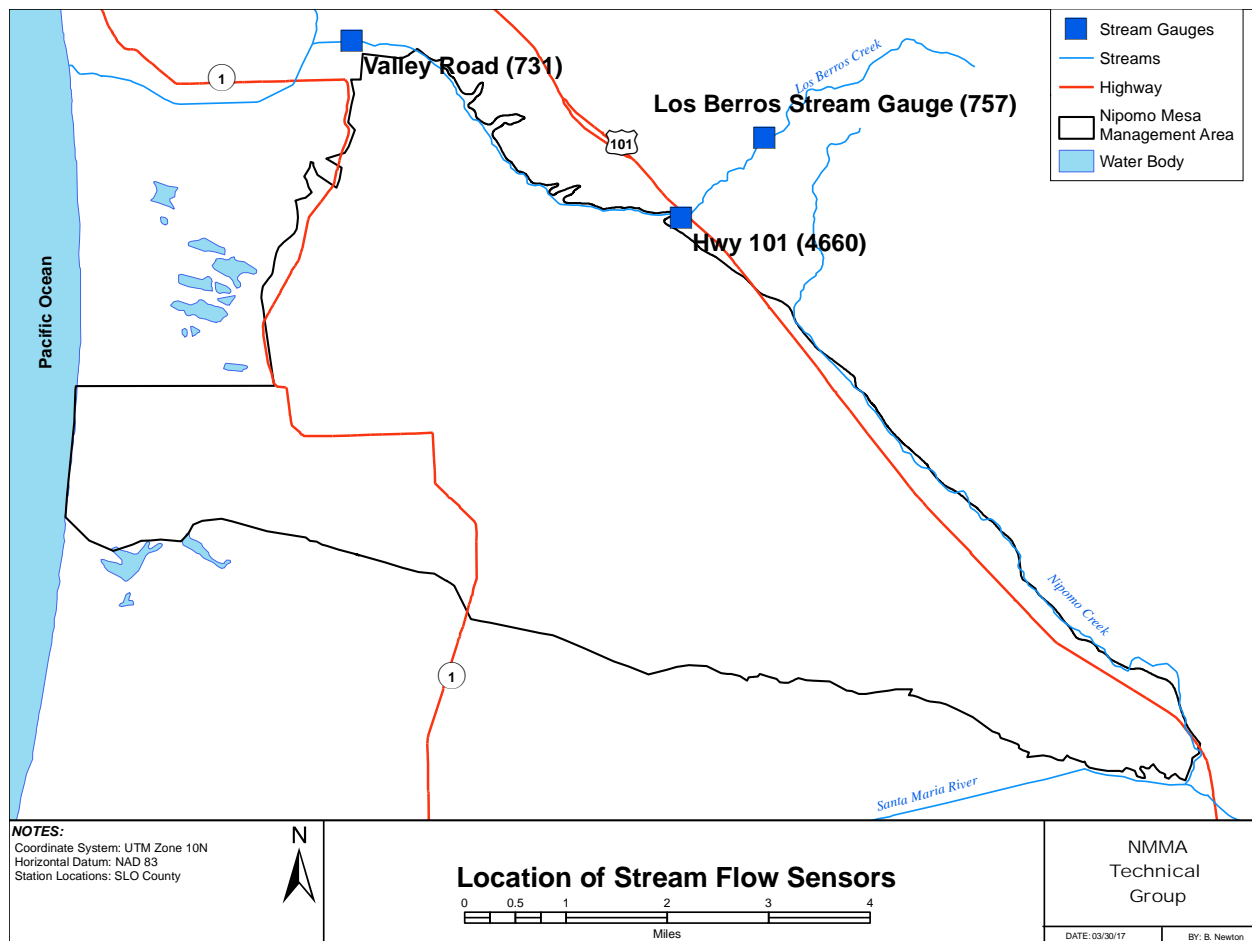 Stream Gauges
Streams
Highway
Nipomo Mesa
Management Area
Water Body
1
Valley Road (731)
Los Berros Creek
Los Berros Stream Gauge (757)
101
Hwy 101 (4660)
Pacific Ocean
Nipomo Creek
1
Santa Maria River
NOTES:
Coordinate System: UTM Zone 10N
Horizontal Datum: NAD 83
Station Locations: SLO County
N
Location of Stream Flow Sensors
0 0.5 1 2 3 4
Miles
NMMA
Technical
Group
DATE: 03/30/17 BY: B. Newton